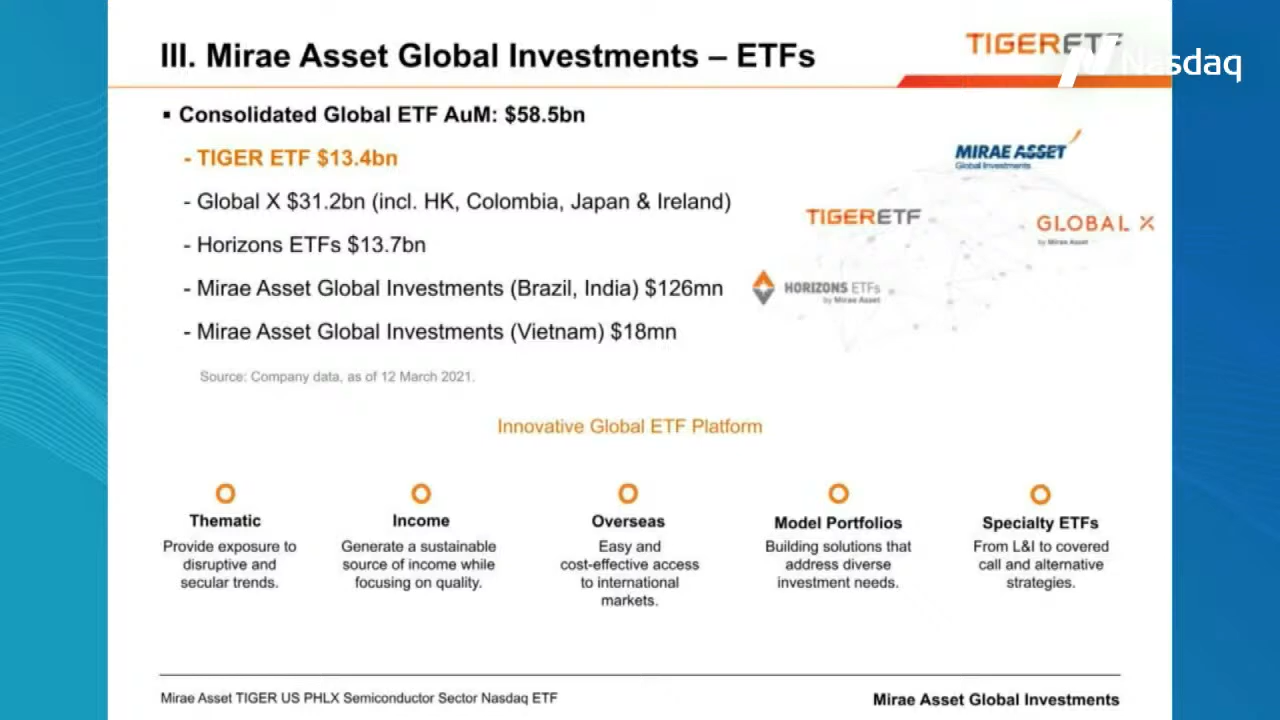 III. Mirae Asset Global Investments – ETFs
TIGERETF
Nasdaq
▪ Consolidated Global ETF AuM: $58.5bn
- TIGER ETF $13.4bn
- Global X $31.2bn (incl. HK, Colombia, Japan & Ireland)
- Horizons ETFs $13.7bn
- Mirae Asset Global Investments (Brazil, India) $126mn
- Mirae Asset Global Investments (Vietnam) $18mn
Source: Company data, as of 12 March 2021.
MIRAE ASSET
Global Investments
TIGERETF
GLOBAL X
by Mirae Asset
HORIZONS ETFs
by Mirae Asset
Innovative Global ETF Platform
Thematic
Provide exposure to
disruptive and
secular trends.
Income
Generate a sustainable
source of income while
focusing on quality.
Overseas
Easy and
cost-effective access
to international
markets.
Model Portfolios
Building solutions that
address diverse
investment needs.
Specialty ETFs
From L&I to covered
call and alternative
strategies.
Mirae Asset TIGER US PHLX Semiconductor Sector Nasdaq ETF
Mirae Asset Global Investments